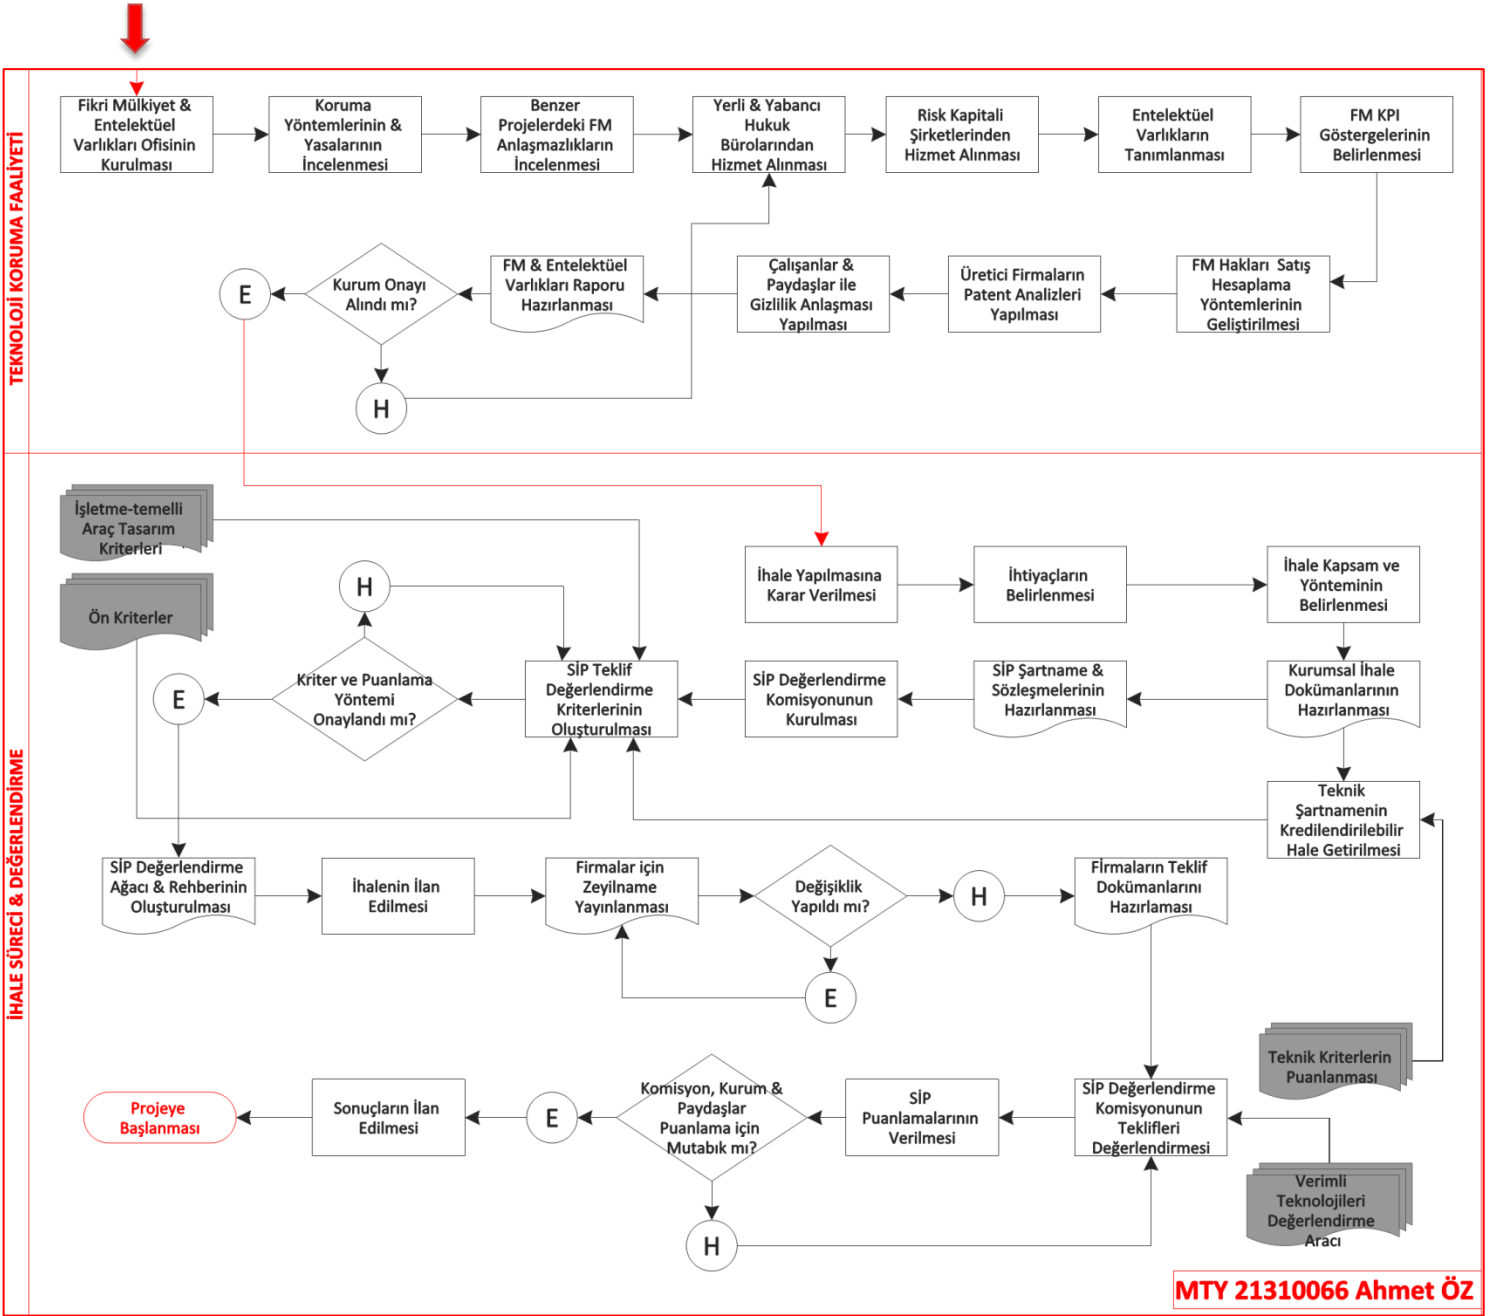 TEKNOLOJİ KORUMA FAALİYETİ
Fikri Mülkiyet &
Entelektüel
Varlıkları Ofisinin
Kurulması
Koruma
Yöntemlerinin &
Yasalarının
İncelenmesi
Benzer
Projelerdeki FM
Anlaşmazlıkların
İncelenmesi
Yerli & Yabancı
Hukuk
Bürolarından
Hizmet Alınması
Risk Kapitali
Şirketlerinden
Hizmet Alınması
Entelektüel
Varlıkların
Tanımlanması
FM KPI
Göstergelerinin
Belirlenmesi
E
Kurum Onayı
Alındı mı?
FM & Entelektüel
Varlıkları Raporu
Hazırlanması
Çalışanlar &
Paydaşlar ile
Gizlilik Anlaşması
Yapılması
Üretici Firmaların
Patent Analizleri
Yapılması
FM Hakları Satış
Hesaplama
Yöntemlerinin
Geliştirilmesi
H
İHALE SÜRECİ & DEĞERLENDİRME
İşletme-temelli
Araç Tasarım
Kriterleri
Ön Kriterler
H
İhale Yapılmasına
Karar Verilmesi
İhtiyaçların
Belirlenmesi
İhale Kapsam ve
Yönteminin
Belirlenmesi
E
Kriter ve Puanlama
Yöntemi
Onaylandı mı?
SİP Teklif
Değerlendirme
Kriterlerinin
Oluşturulması
SİP Değerlendirme
Komisyonunun
Kurulması
SİP Şartname &
Sözleşmelerinin
Hazırlanması
Kurumsal İhale
Dokümanlarının
Hazırlanması
Teknik
Şartnamenin
Kredilendirilebilir
Hale Getirilmesi
SİP Değerlendirme
Ağacı & Rehberinin
Oluşturulması
İhalenin İlan
Edilmesi
Firmalar için
Zeyilname
Yayınlanması
Değişiklik
Yapıldı mı?
H
Fİrmaların Teklif
Dokümanlarını
Hazırlaması
E
Teknik Kriterlerin
Puanlanması
Projeye
Başlanması
Sonuçların İlan
Edilmesi
E
Komisyon, Kurum &
Paydaşlar
Puanlama için
Mutabık mı?
SİP
Puanlamalarının
Verilmesi
SİP Değerlendirme
Komisyonunun
Teklifleri
Değerlendirmesi
Verimli
Teknolojileri
Değerlendirme
Aracı
H
MTY 21310066 Ahmet ÖZ